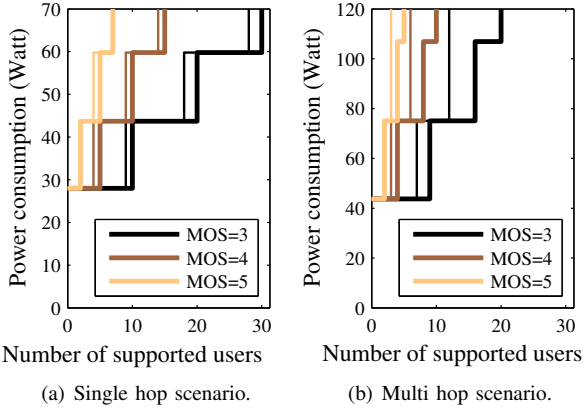 70
60
50
40
30
20
10
0
Power consumption (Watt)
MOS=3
MOS=4
MOS=5
0 10 20 30
Number of supported users
(a) Single hop scenario.
120
100
80
60
40
20
0
Power consumption (Watt)
MOS=3
MOS=4
MOS=5
0 10 20 30
Number of supported users
(b) Multi hop scenario.